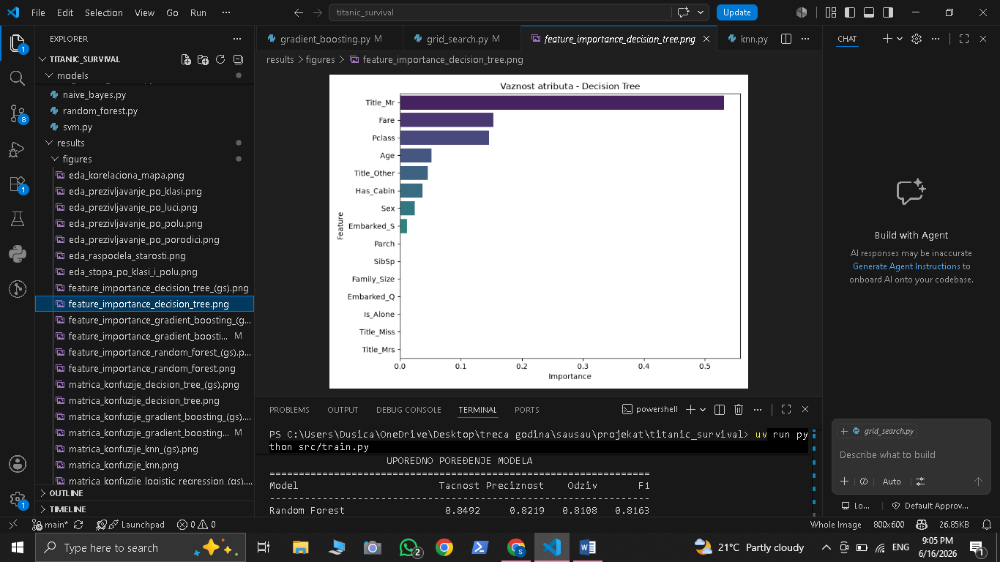 File Edit Selection View Go Run ···
titanic_survival
Update
EXPLORER
TITANIC_SURVIVAL
models
naive_bayes.py
random_forest.py
svm.py
results
figures
eda_korelaciona_mapa.png
eda_prezivljavanje_po_klasi.png
eda_prezivljavanje_po_luci.png
eda_prezivljavanje_po_polu.png
eda_prezivljavanje_po_porodici.png
eda_raspodela_starosti.png
eda_stopa_po_klasi_i_polu.png
feature_importance_decision_tree_(gs).png
feature_importance_decision_tree.png
feature_importance_gradient_boosting_(g...
feature_importance_gradient_boosti... M
feature_importance_random_forest_(gs).p...
feature_importance_random_forest.png
matrica_konfuzije_decision_tree_(gs).png
matrica_konfuzije_decision_tree.png
matrica_konfuzije_gradient_boosting_(gs)....
matrica_konfuzije_gradient_boosting... M
matrica_konfuzije_knn_(gs).png
matrica_konfuzije_knn.png
matrica_konfuzije_logistic_regression_(gs)....
OUTLINE
TIMELINE
1
8
1
1
gradient_boosting.py M
grid_search.py M
feature_importance_decision_tree.png
knn.py
results > figures > feature_importance_decision_tree.png
Vaznost atributa - Decision Tree
Feature
Title_Mr
Fare
Pclass
Age
Title_Other
Has_Cabin
Sex
Embarked_S
Parch
SibSp
Family_Size
Embarked_Q
Is_Alone
Title_Miss
Title_Mrs
0.0 0.1 0.2 0.3 0.4 0.5
Importance
PROBLEMS OUTPUT DEBUG CONSOLE TERMINAL PORTS
powershell
PS C:\Users\Dusica\OneDrive\Desktop\treca godina\sausau\projekat\titanic_survival> uv run py
thon src/train.py
UPOREDNO POREĐENJE MODELA
Model Tacnost Preciznost Odziv F1
Random Forest 0.8492 0.8219 0.8108 0.8163
CHAT
Build with Agent
AI responses may be inaccurate
Generate Agent Instructions to
onboard AI onto your codebase.
grid_search.py
Describe what to build
Auto
Lo... Default Approv...
main* Launchpad 0 0
Whole Image 800x600 26.85KB
Type here to search
2
21°C Partly cloudy
ENG
9:05 PM
6/16/2026
1